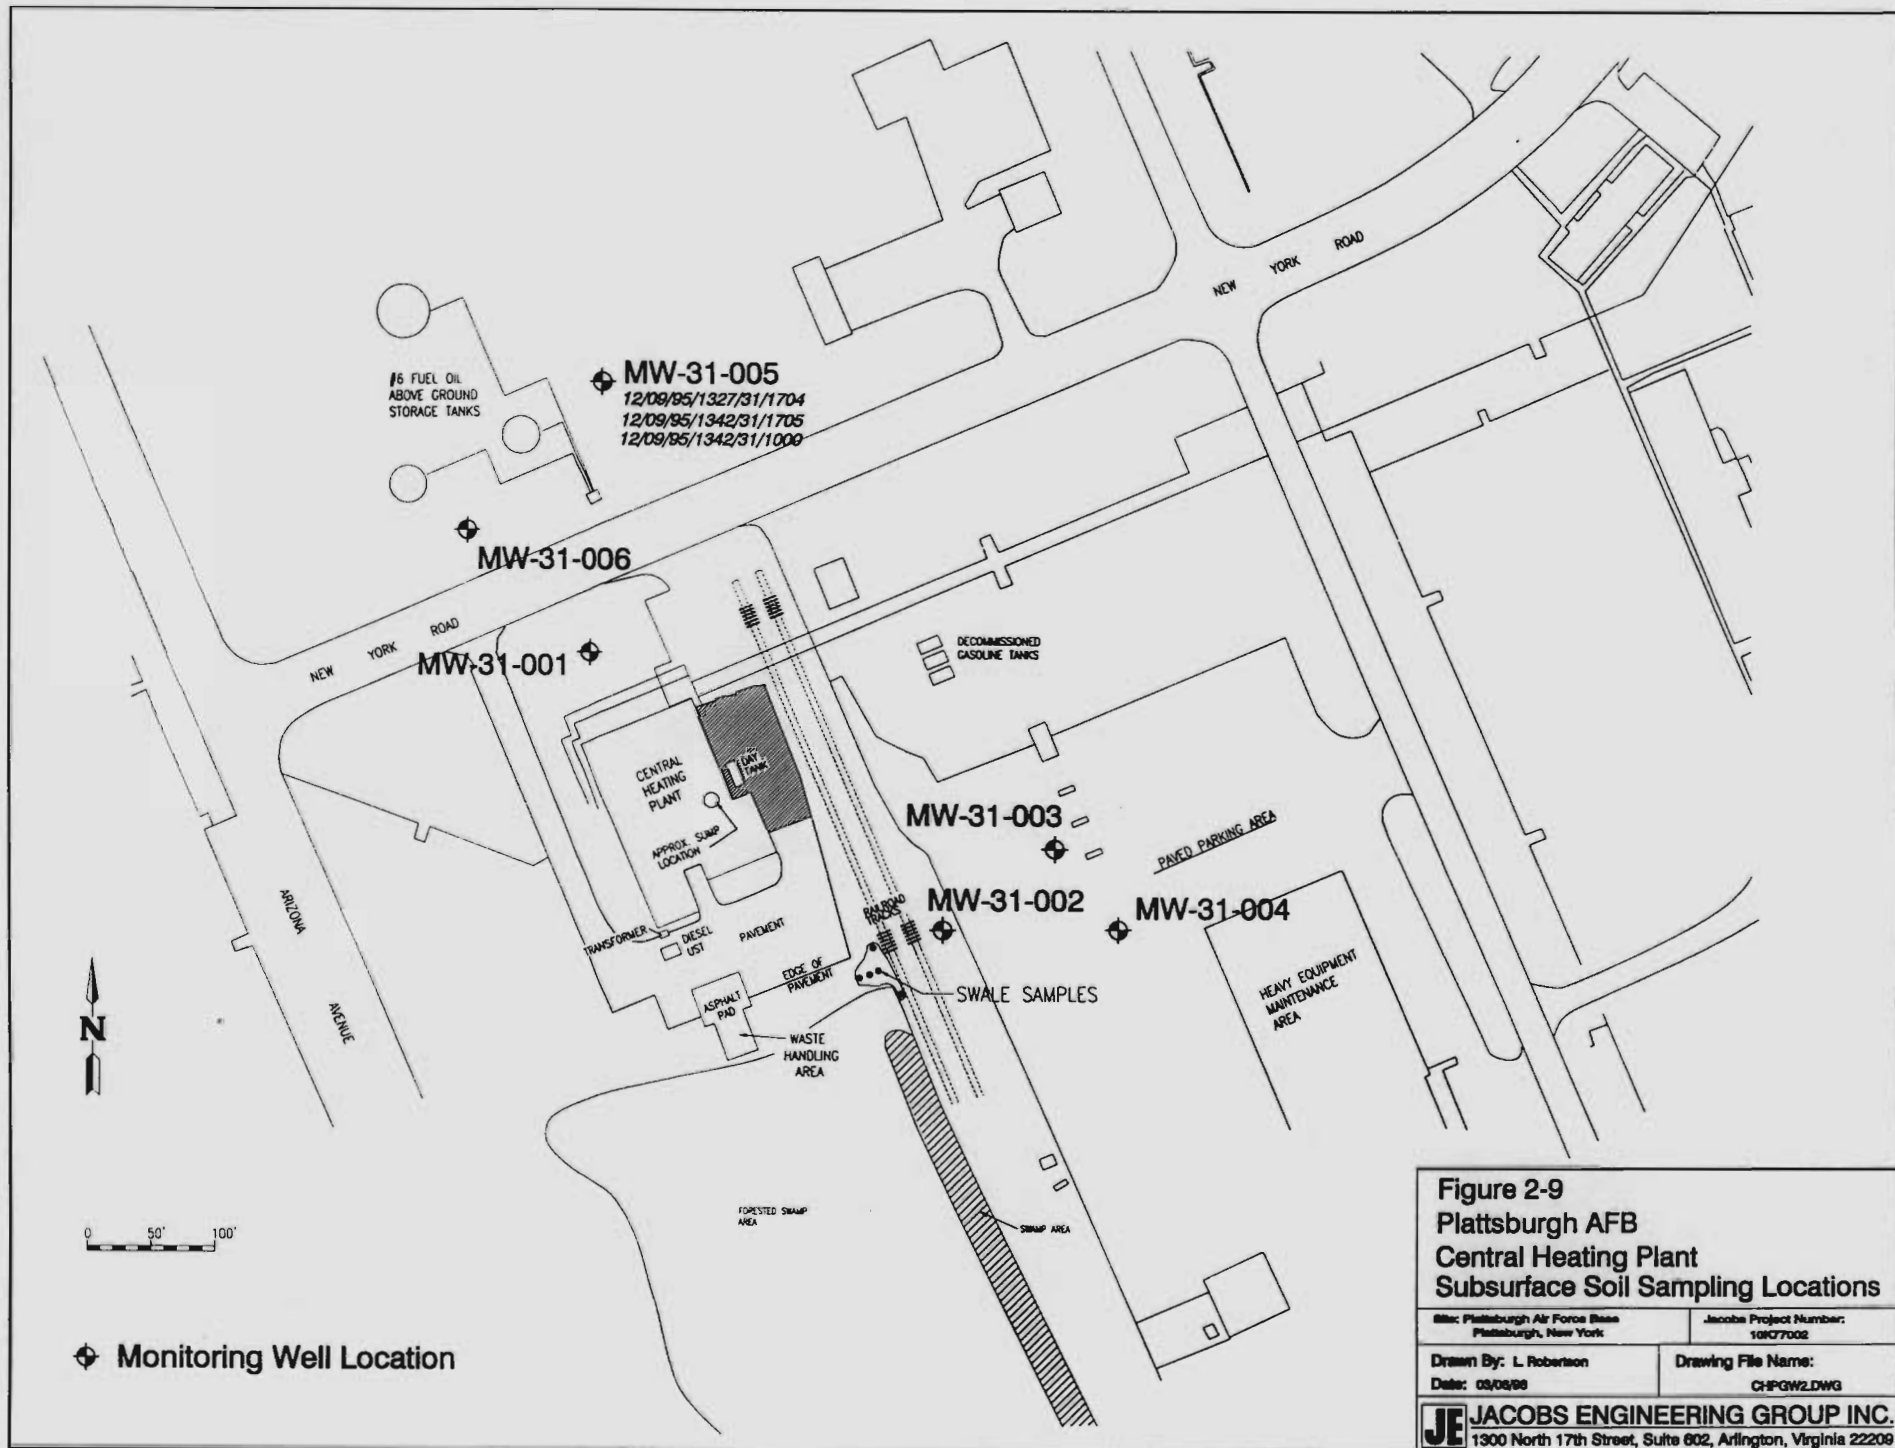 NEW YORK ROAD
#6 FUEL OIL
ABOVE GROUND
STORAGE TANKS
MW-31-005
12/09/95/1327/31/1704
12/09/95/1342/31/1705
12/09/95/1342/31/1009
MW-31-006
NEW YORK ROAD
MW-31-001
DECOMMISSIONED
GASOLINE TANKS
CENTRAL
HEATING
PLANT
DAY
TANK
APPROX. SUMP
LOCATION
MW-31-003
PAVED PARKING AREA
RAILROAD
TRACKS
MW-31-002
MW-31-004
ARIZONA
AVENUE
TRANSFORMER
DIESEL
UST
PAVEMENT
EDGE OF
PAVEMENT
ASPHALT
PAD
SWALE SAMPLES
HEAVY EQUIPMENT
MAINTENANCE
AREA
WASTE
HANDLING
AREA
N
FORESTED SWAMP
AREA
SWAMP AREA
0 50' 100'
Monitoring Well Location
Figure 2-9
Plattsburgh AFB
Central Heating Plant
Subsurface Soil Sampling Locations
Site: Plattsburgh Air Force Base
Plattsburgh, New York
Jacobs Project Number:
Drawn By: L. Robertson
Date:
Drawing File Name:
CHPGW2.DWG
JE JACOBS ENGINEERING GROUP INC.
1300 North 17th Street, Suite 602, Arlington, Virginia 22209